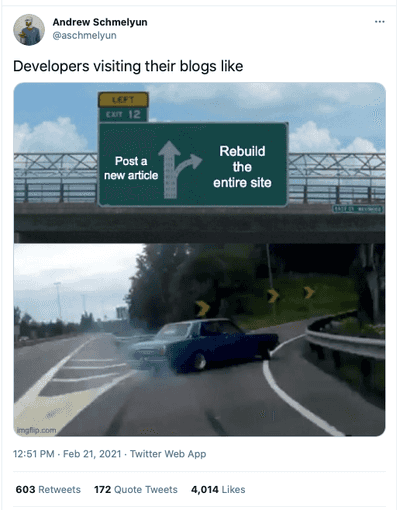 Andrew Schmelyun
@aschmelyun
Developers visiting their blogs like
LEFT
EXIT 12
Post a
new article
Rebuild
the
entire site
imgflip.com
12:51 PM · Feb 21, 2021 · Twitter Web App
603 Retweets 172 Quote Tweets 4,014 Likes